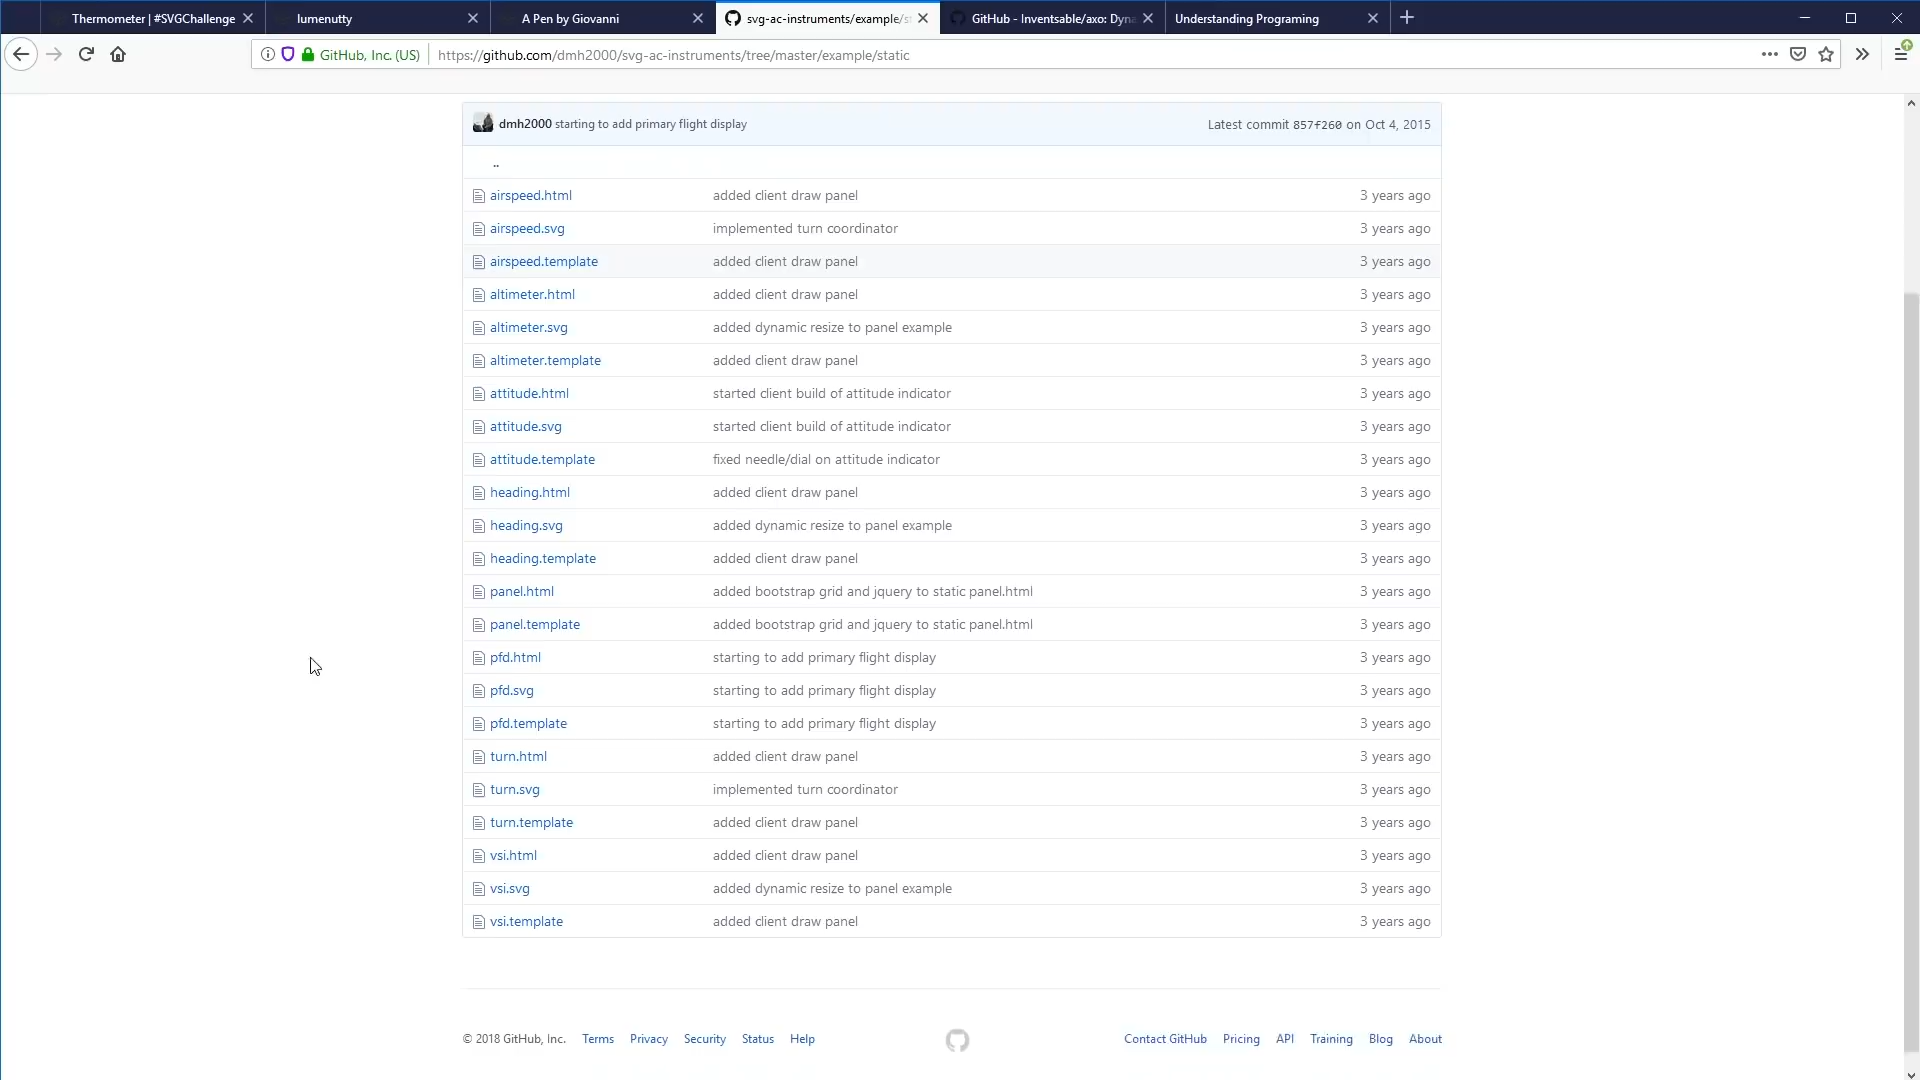 Thermometer | #SVGChallenge
lumenutty
A Pen by Giovanni
svg-ac-instruments/example/st
GitHub - Inventsable/axo: Dyna
Understanding Programing
GitHub, Inc. (US)
https://github.com/dmh2000/svg-ac-instruments/tree/master/example/static
dmh2000 starting to add primary flight display
Latest commit 857f260 on Oct 4, 2015
..
airspeed.html added client draw panel 3 years ago
airspeed.svg implemented turn coordinator 3 years ago
airspeed.template added client draw panel 3 years ago
altimeter.html added client draw panel 3 years ago
altimeter.svg added dynamic resize to panel example 3 years ago
altimeter.template added client draw panel 3 years ago
attitude.html started client build of attitude indicator 3 years ago
attitude.svg started client build of attitude indicator 3 years ago
attitude.template fixed needle/dial on attitude indicator 3 years ago
heading.html added client draw panel 3 years ago
heading.svg added dynamic resize to panel example 3 years ago
heading.template added client draw panel 3 years ago
panel.html added bootstrap grid and jquery to static panel.html 3 years ago
panel.template added bootstrap grid and jquery to static panel.html 3 years ago
pfd.html starting to add primary flight display 3 years ago
pfd.svg starting to add primary flight display 3 years ago
pfd.template starting to add primary flight display 3 years ago
turn.html added client draw panel 3 years ago
turn.svg implemented turn coordinator 3 years ago
turn.template added client draw panel 3 years ago
vsi.html added client draw panel 3 years ago
vsi.svg added dynamic resize to panel example 3 years ago
vsi.template added client draw panel 3 years ago
© 2018 GitHub, Inc. Terms Privacy Security Status Help
Contact GitHub Pricing API Training Blog About